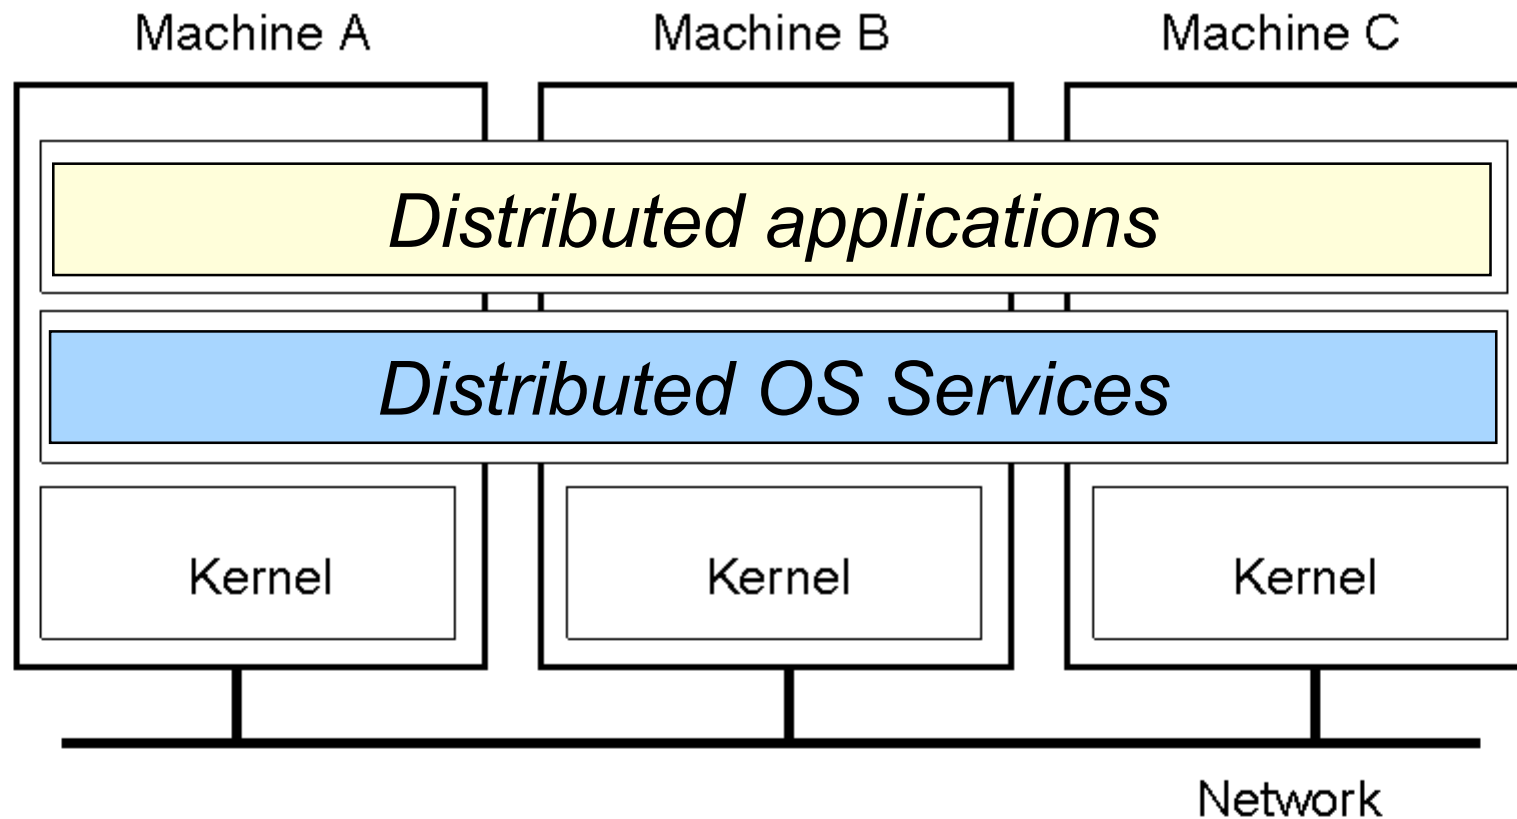 Machine A
Machine B
Machine C
Distributed applications
Distributed OS Services
Kernel
Kernel
Kernel
Network